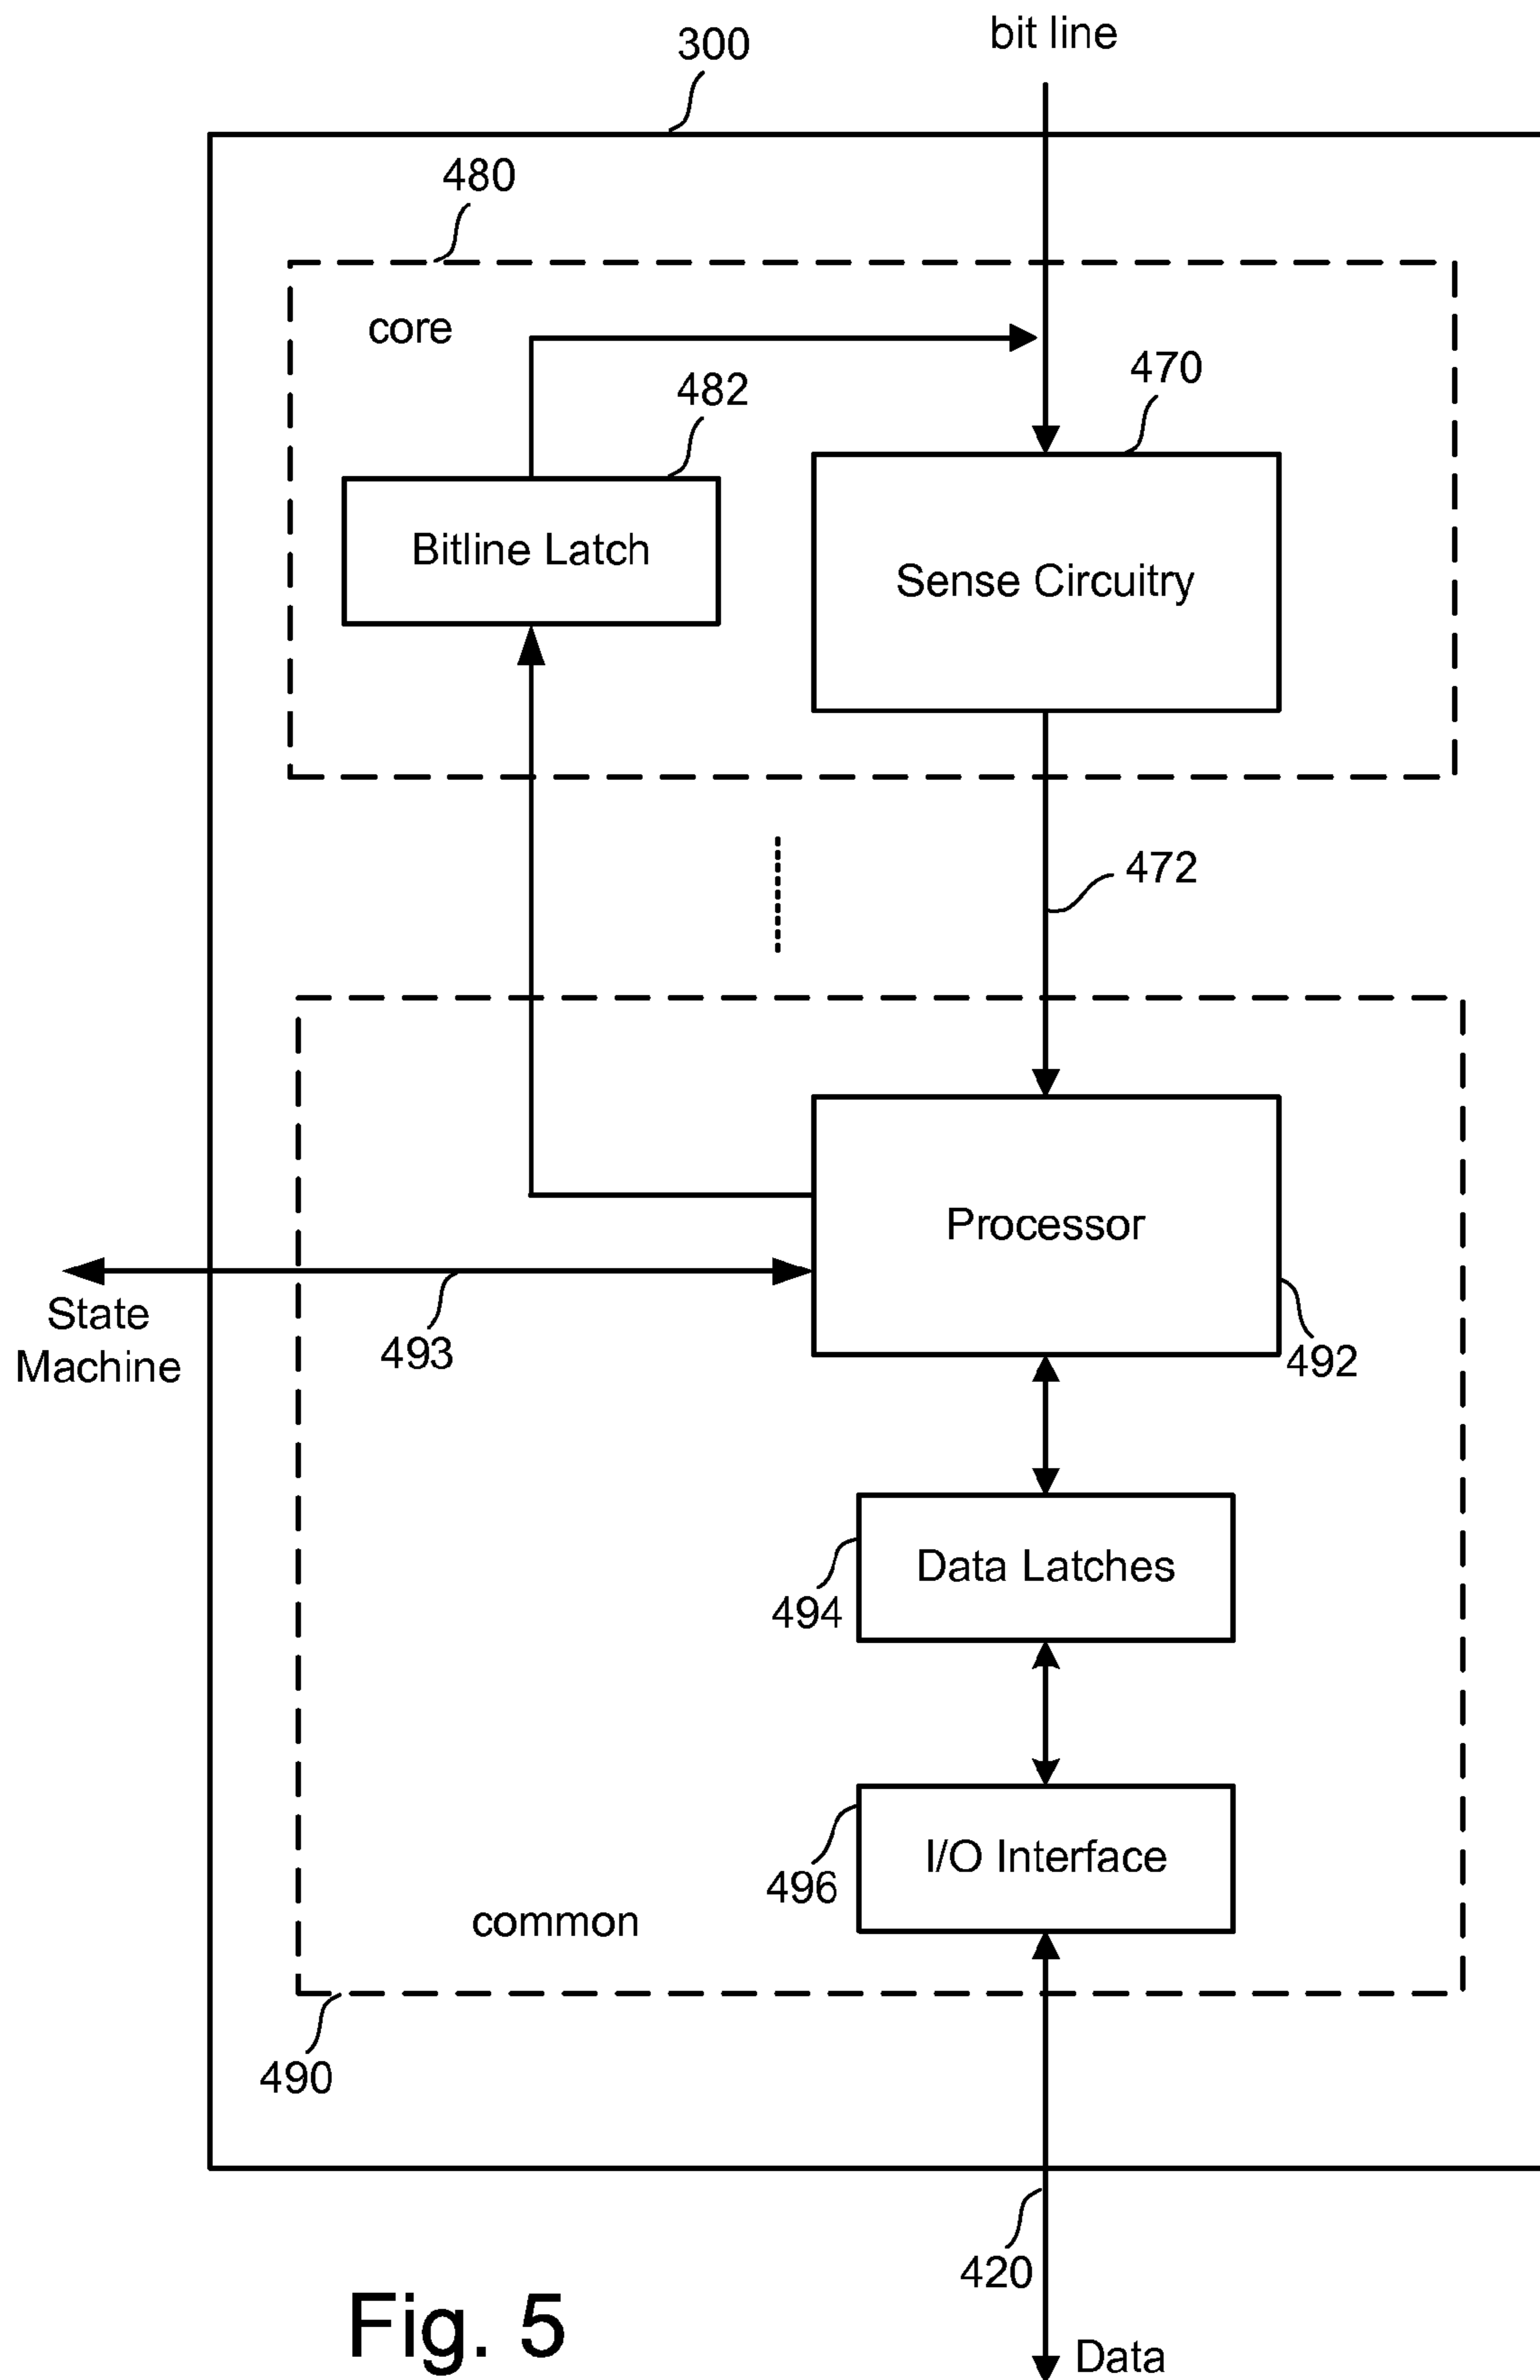 bit line
300
480
core
470
482
Bitline Latch
Sense Circuitry
472
Processor
State
Machine
493
492
Data Latches
494
I/O Interface
496
common
490
420
Fig. 5
Data